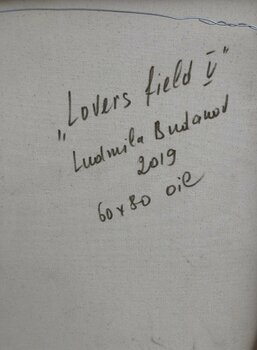 "Lovers field V"
Ludmila Budanov
2019
60x80 oil